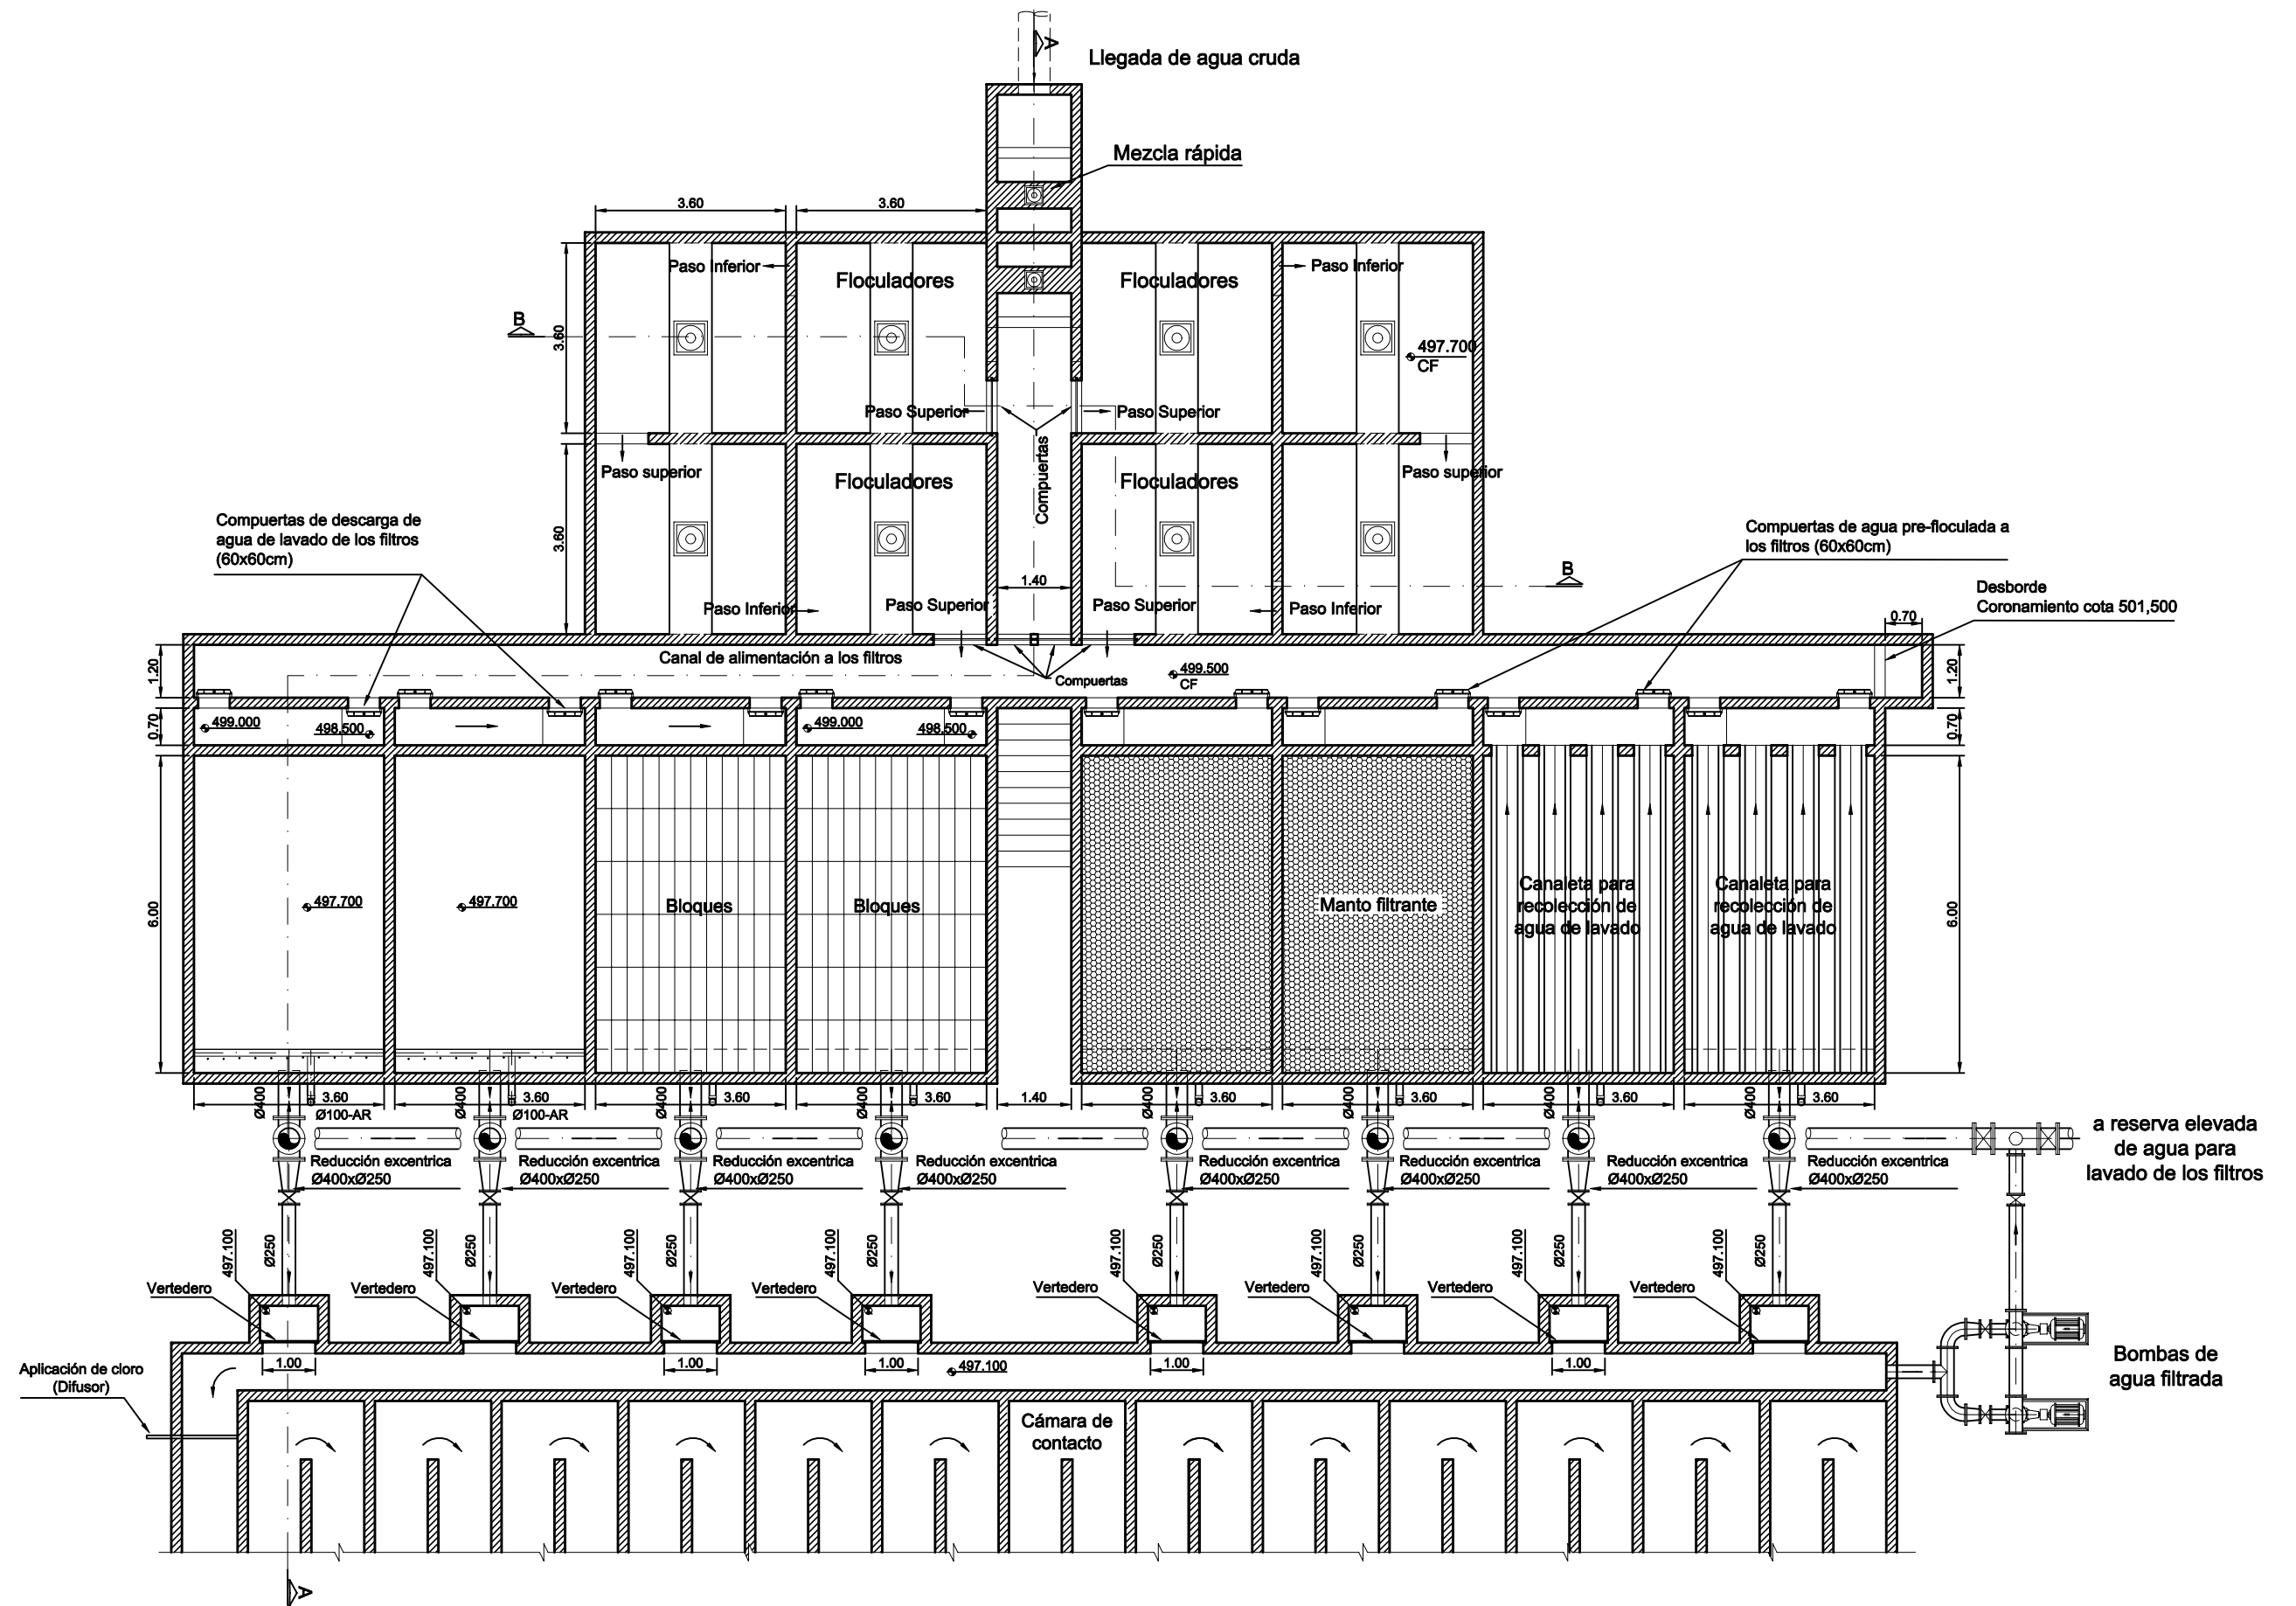 A
Llegada de agua cruda
Mezcla rápida
3.60
3.60
Paso Inferior
Floculadores
Floculadores
Paso Inferior
B
3.60
497.700
CF
Paso Superior
Paso Superior
Compuertas
Paso superior
Floculadores
Floculadores
Paso superior
3.60
Compuertas de descarga de
agua de lavado de los filtros
(60x60cm)
Compuertas de agua pre-floculada a
los filtros (60x60cm)
B
1.40
Desborde
Coronamiento cota 501,500
Paso Inferior
Paso Superior
Paso Superior
Paso Inferior
0.70
1.20
Canal de alimentación a los filtros
Compuertas
499.500
CF
1.20
0.70
499.000
498.500
499.000
498.500
0.70
6.00
497.700
497.700
Bloques
Bloques
Manto filtrante
Canaleta para
recolección de
agua de lavado
Canaleta para
recolección de
agua de lavado
6.00
Ø400
3.60
Ø100-AR
Ø400
3.60
Ø100-AR
Ø400
3.60
Ø400
3.60
1.40
Ø400
3.60
Ø400
3.60
Ø400
3.60
Ø400
3.60
a reserva elevada
de agua para
lavado de los filtros
Reducción excentrica
Ø400xØ250
Reducción excentrica
Ø400xØ250
Reducción excentrica
Ø400xØ250
Reducción excentrica
Ø400xØ250
Reducción excentrica
Ø400xØ250
Reducción excentrica
Ø400xØ250
Reducción excentrica
Ø400xØ250
Reducción excentrica
Ø400xØ250
497.100
Ø250
497.100
Ø250
497.100
Ø250
497.100
Ø250
497.100
Ø250
497.100
Ø250
497.100
Ø250
497.100
Ø250
Vertedero
Vertedero
Vertedero
Vertedero
Vertedero
Vertedero
Vertedero
Vertedero
1.00
1.00
1.00
497.100
1.00
1.00
Bombas de
agua filtrada
Aplicación de cloro
(Difusor)
Cámara de
contacto
A